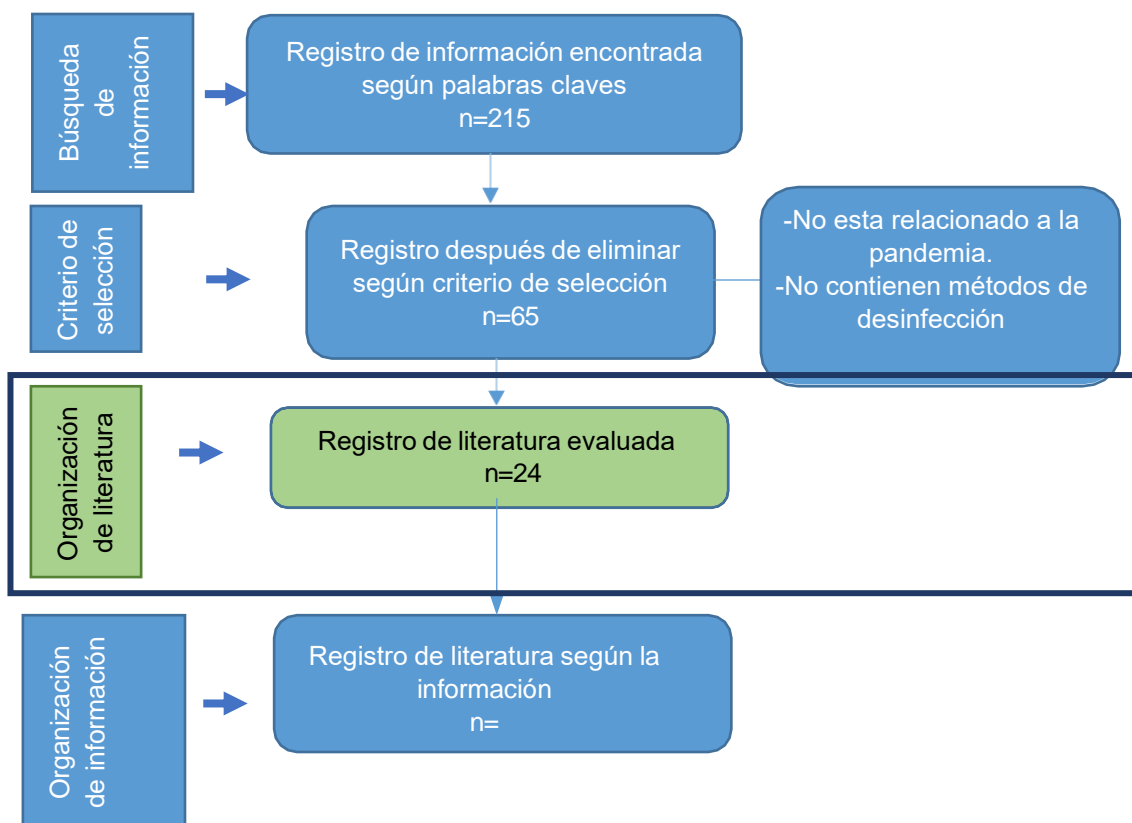 Búsqueda
de
información
Registro de información encontrada
según palabras claves
n=215
Criterio de
selección
Registro después de eliminar
según criterio de selección
n=65
-No esta relacionado a la
pandemia.
-No contienen métodos de
desinfección
Organización
de literatura
Registro de literatura evaluada
n=24
Organización
de información
Registro de literatura según la
información
n=